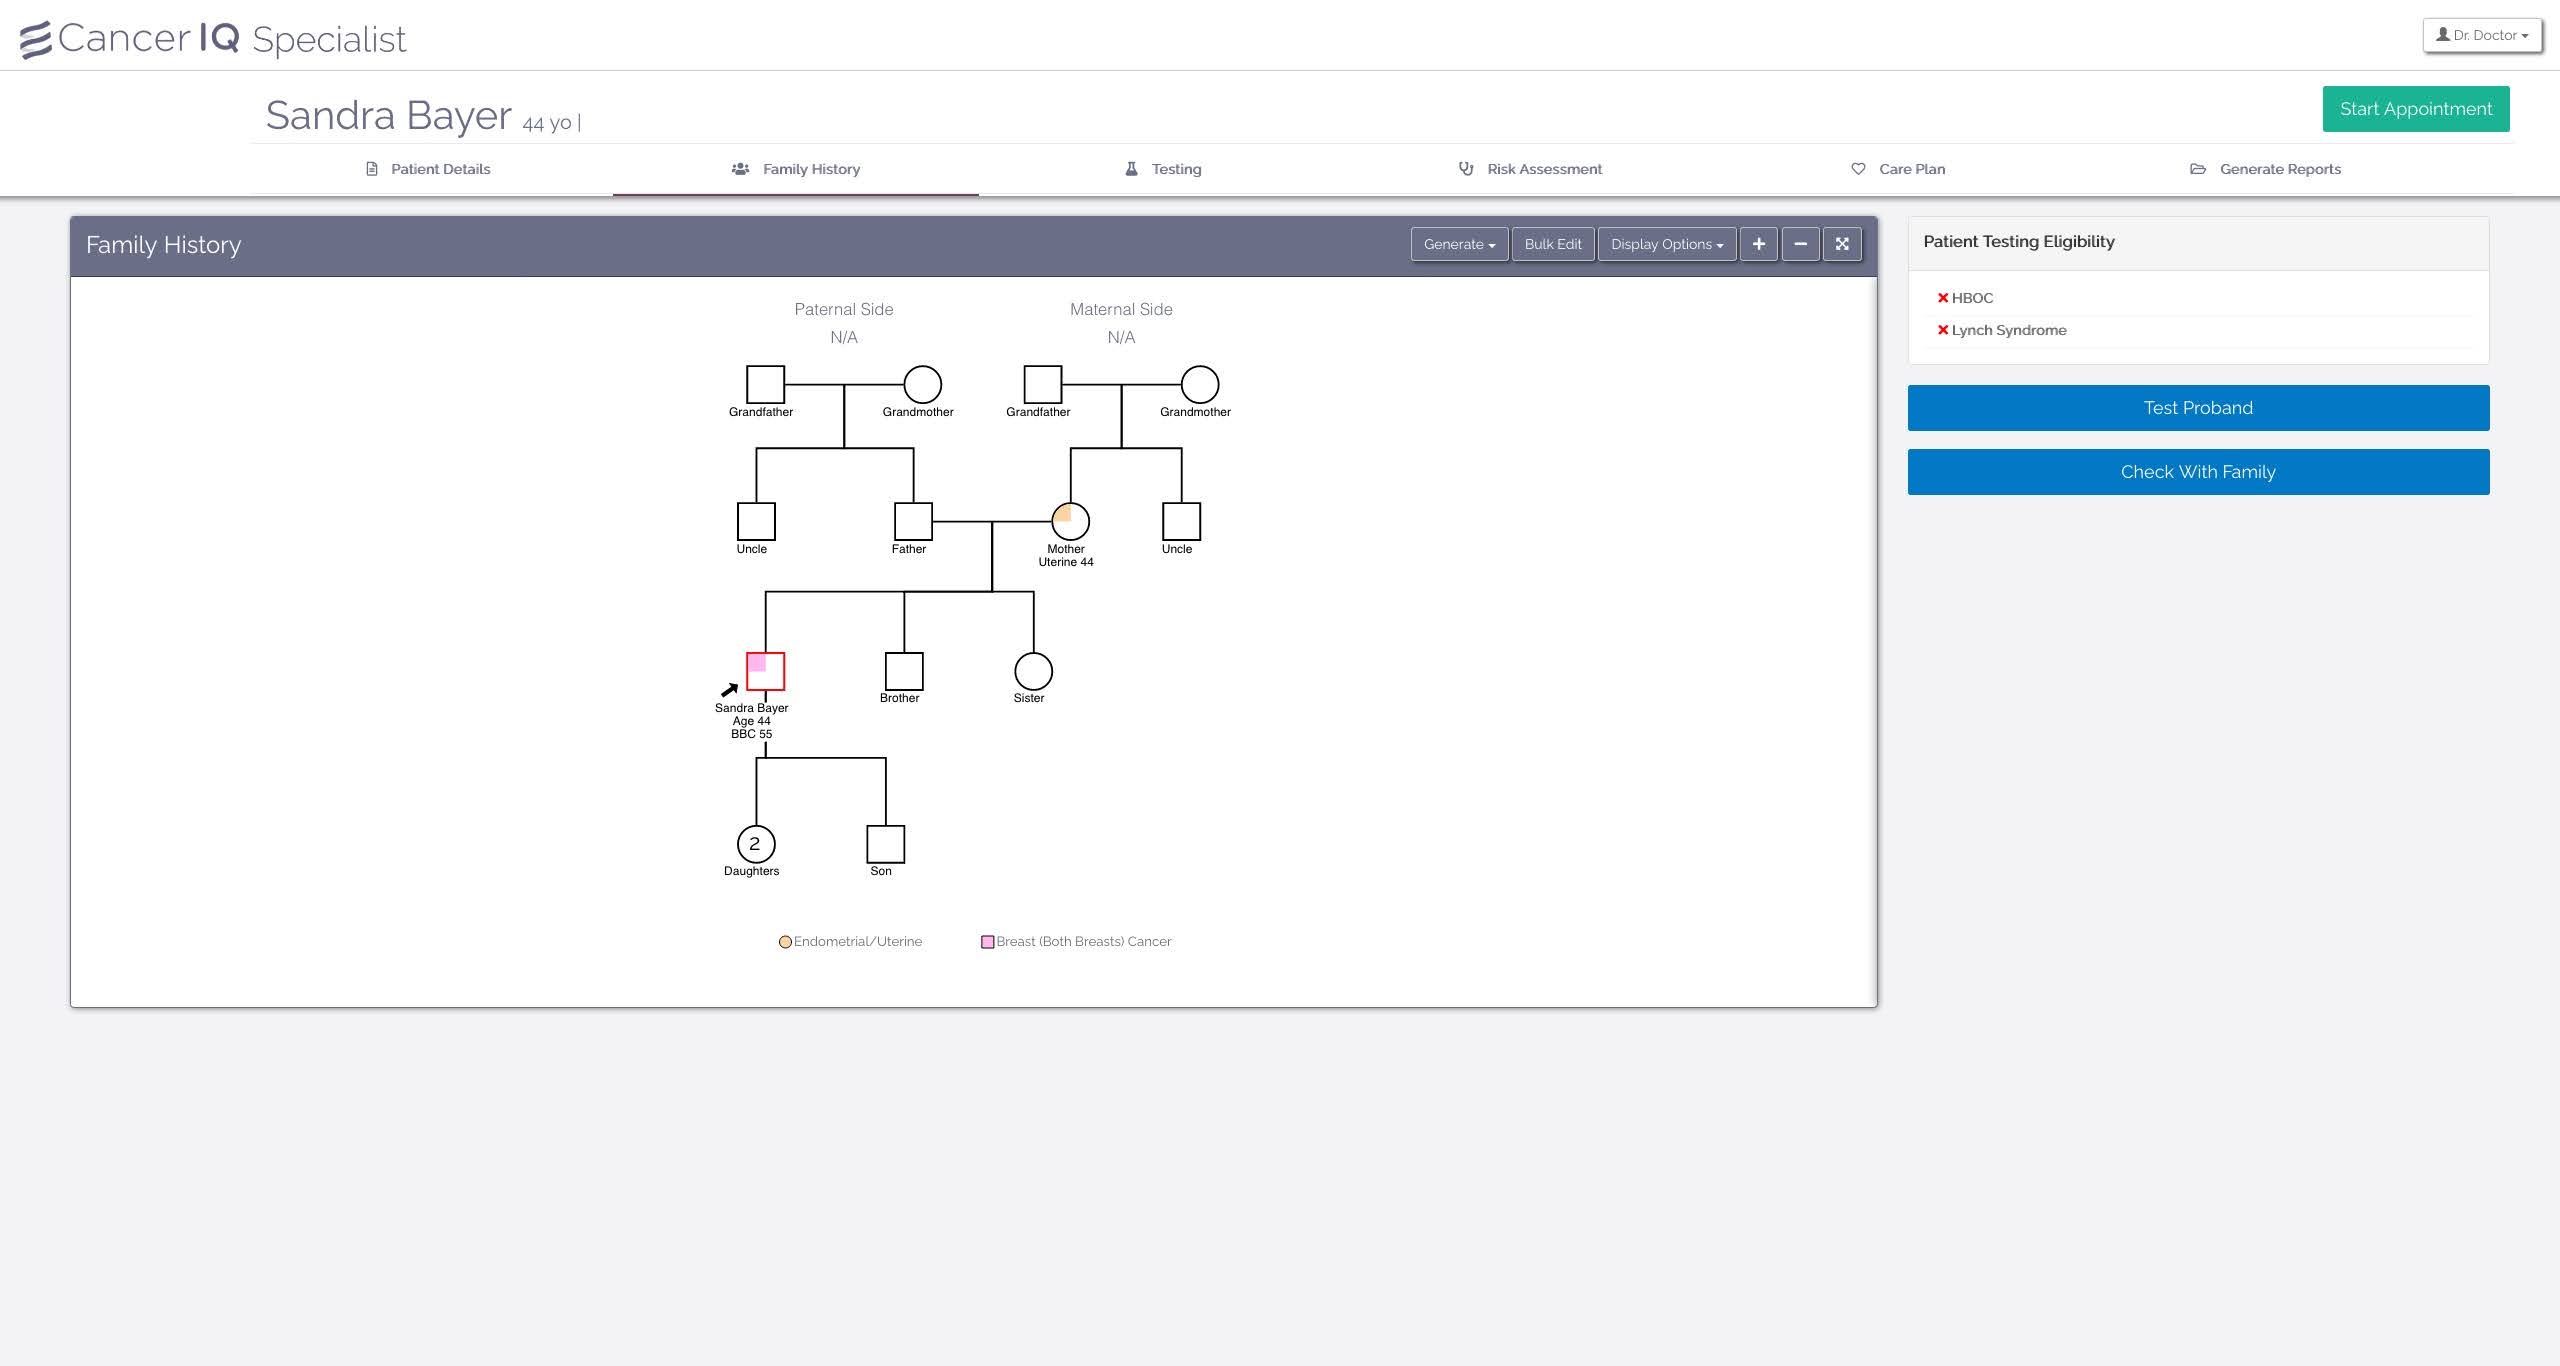 Cancer IQ Specialist
Dr. Doctor
Sandra Bayer 44 yo |
Start Appointment
Patient Details
Family History
Testing
Risk Assessment
Care Plan
Generate Reports
Family History
Generate
Bulk Edit
Display Options
Paternal Side
N/A
Maternal Side
N/A
Grandfather
Grandmother
Grandfather
Grandmother
Uncle
Father
Mother
Uterine 44
Uncle
Sandra Bayer
Age 44
BBC 55
Brother
Sister
2
Daughters
Son
Endometrial/Uterine
Breast (Both Breasts) Cancer
Patient Testing Eligibility
HBOC
Lynch Syndrome
Test Proband
Check With Family